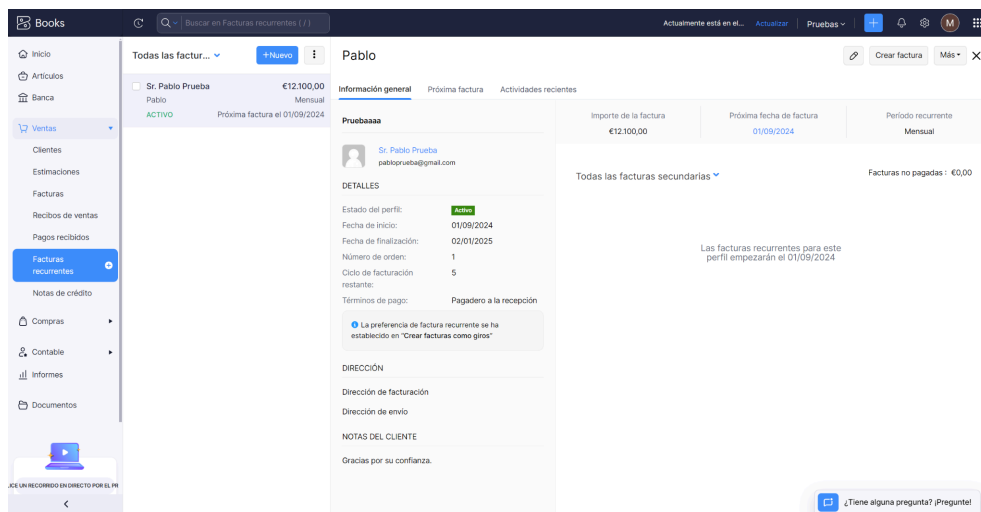 Books
Buscar en Facturas recurrentes ( / )
Actualmente está en el... Actualizar Pruebas
M
Inicio
Artículos
Banca
Ventas
Clientes
Estimaciones
Facturas
Recibos de ventas
Pagos recibidos
Facturas
recurrentes
Notas de crédito
Compras
Contable
Informes
Documentos
ICE UN RECORRIDO EN DIRECTO POR EL PR
Todas las factur...
+Nuevo
Sr. Pablo Prueba €12.100,00
Pablo Mensual
ACTIVO Próxima factura el 01/09/2024
Pablo
Crear factura Más
Información general Próxima factura Actividades recientes
Pruebaaaa
Sr. Pablo Prueba
pabloprueba@gmail.com
DETALLES
Estado del perfil: Activo
Fecha de inicio: 01/09/2024
Fecha de finalización: 02/01/2025
Número de orden: 1
Ciclo de facturación 5
restante:
Términos de pago: Pagadero a la recepción
La preferencia de factura recurrente se ha
establecido en "Crear facturas como giros"
DIRECCIÓN
Dirección de facturación
Dirección de envío
NOTAS DEL CLIENTE
Gracias por su confianza.
Importe de la factura Próxima fecha de factura Período recurrente
€12.100,00 01/09/2024 Mensual
Todas las facturas secundarias
Facturas no pagadas : €0,00
Las facturas recurrentes para este
perfil empezarán el 01/09/2024
¿Tiene alguna pregunta? ¡Pregunte!